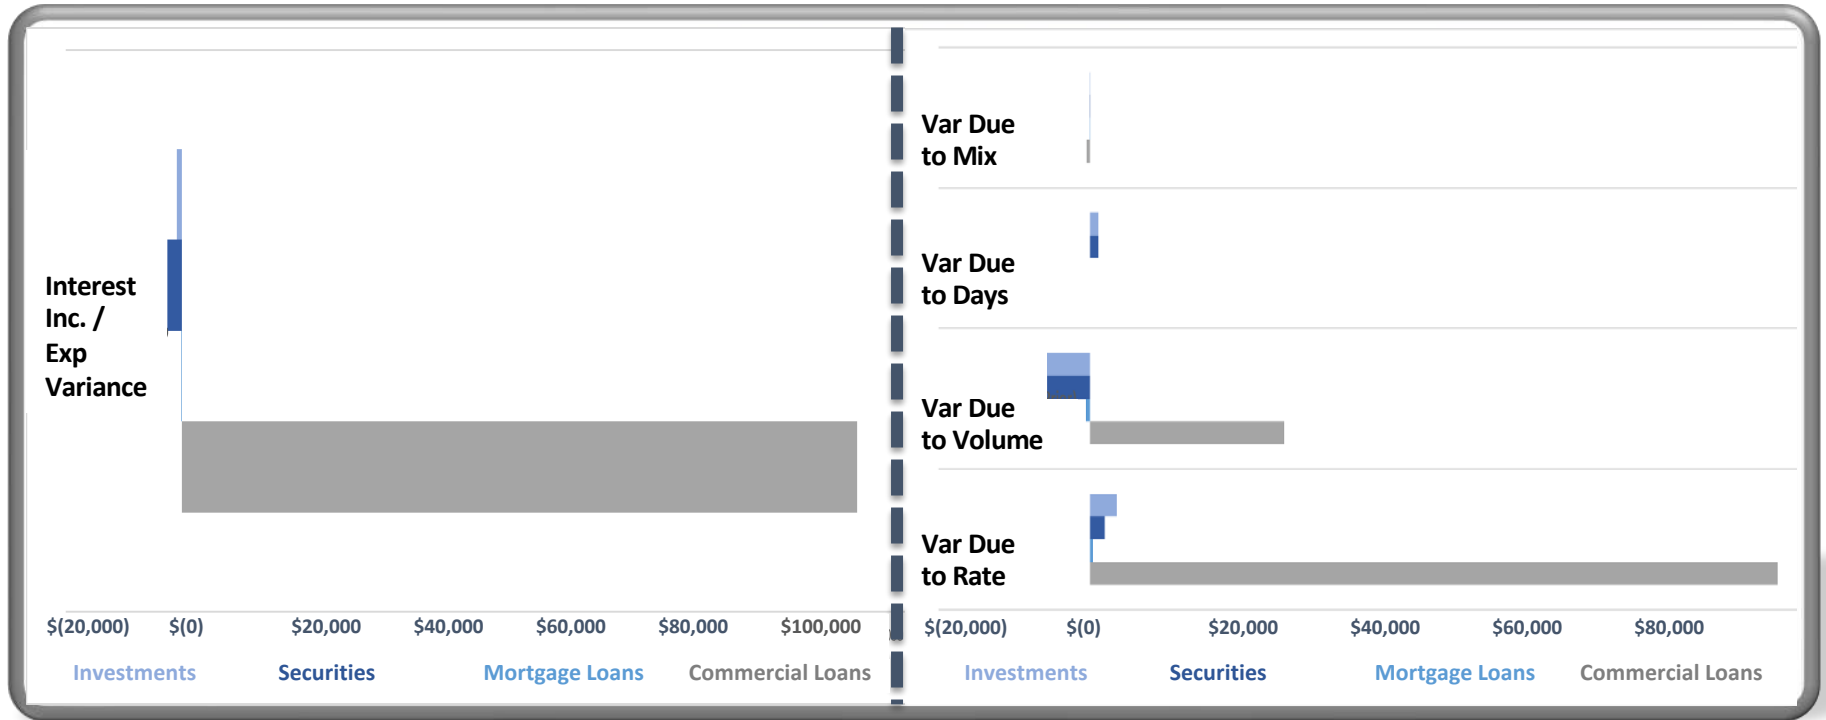 Interest
Inc. /
Exp
Variance
$(20,000) $(0) $20,000 $40,000 $60,000 $80,000 $100,000
Investments Securities Mortgage Loans Commercial Loans
Var Due
to Mix
Var Due
to Days
Var Due
to Volume
Var Due
to Rate
$(20,000) $(0) $20,000 $40,000 $60,000 $80,000
Investments Securities Mortgage Loans Commercial Loans